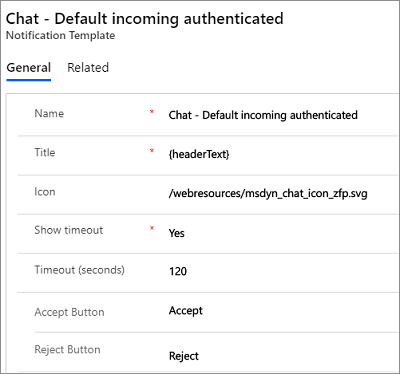 Chat - Default incoming authenticated
Notification Template
General Related
Name * Chat - Default incoming authenticated
Title * {headerText}
Icon /webresources/msdyn_chat_icon_zfp.svg
Show timeout * Yes
Timeout (seconds) 120
Accept Button Accept
Reject Button Reject